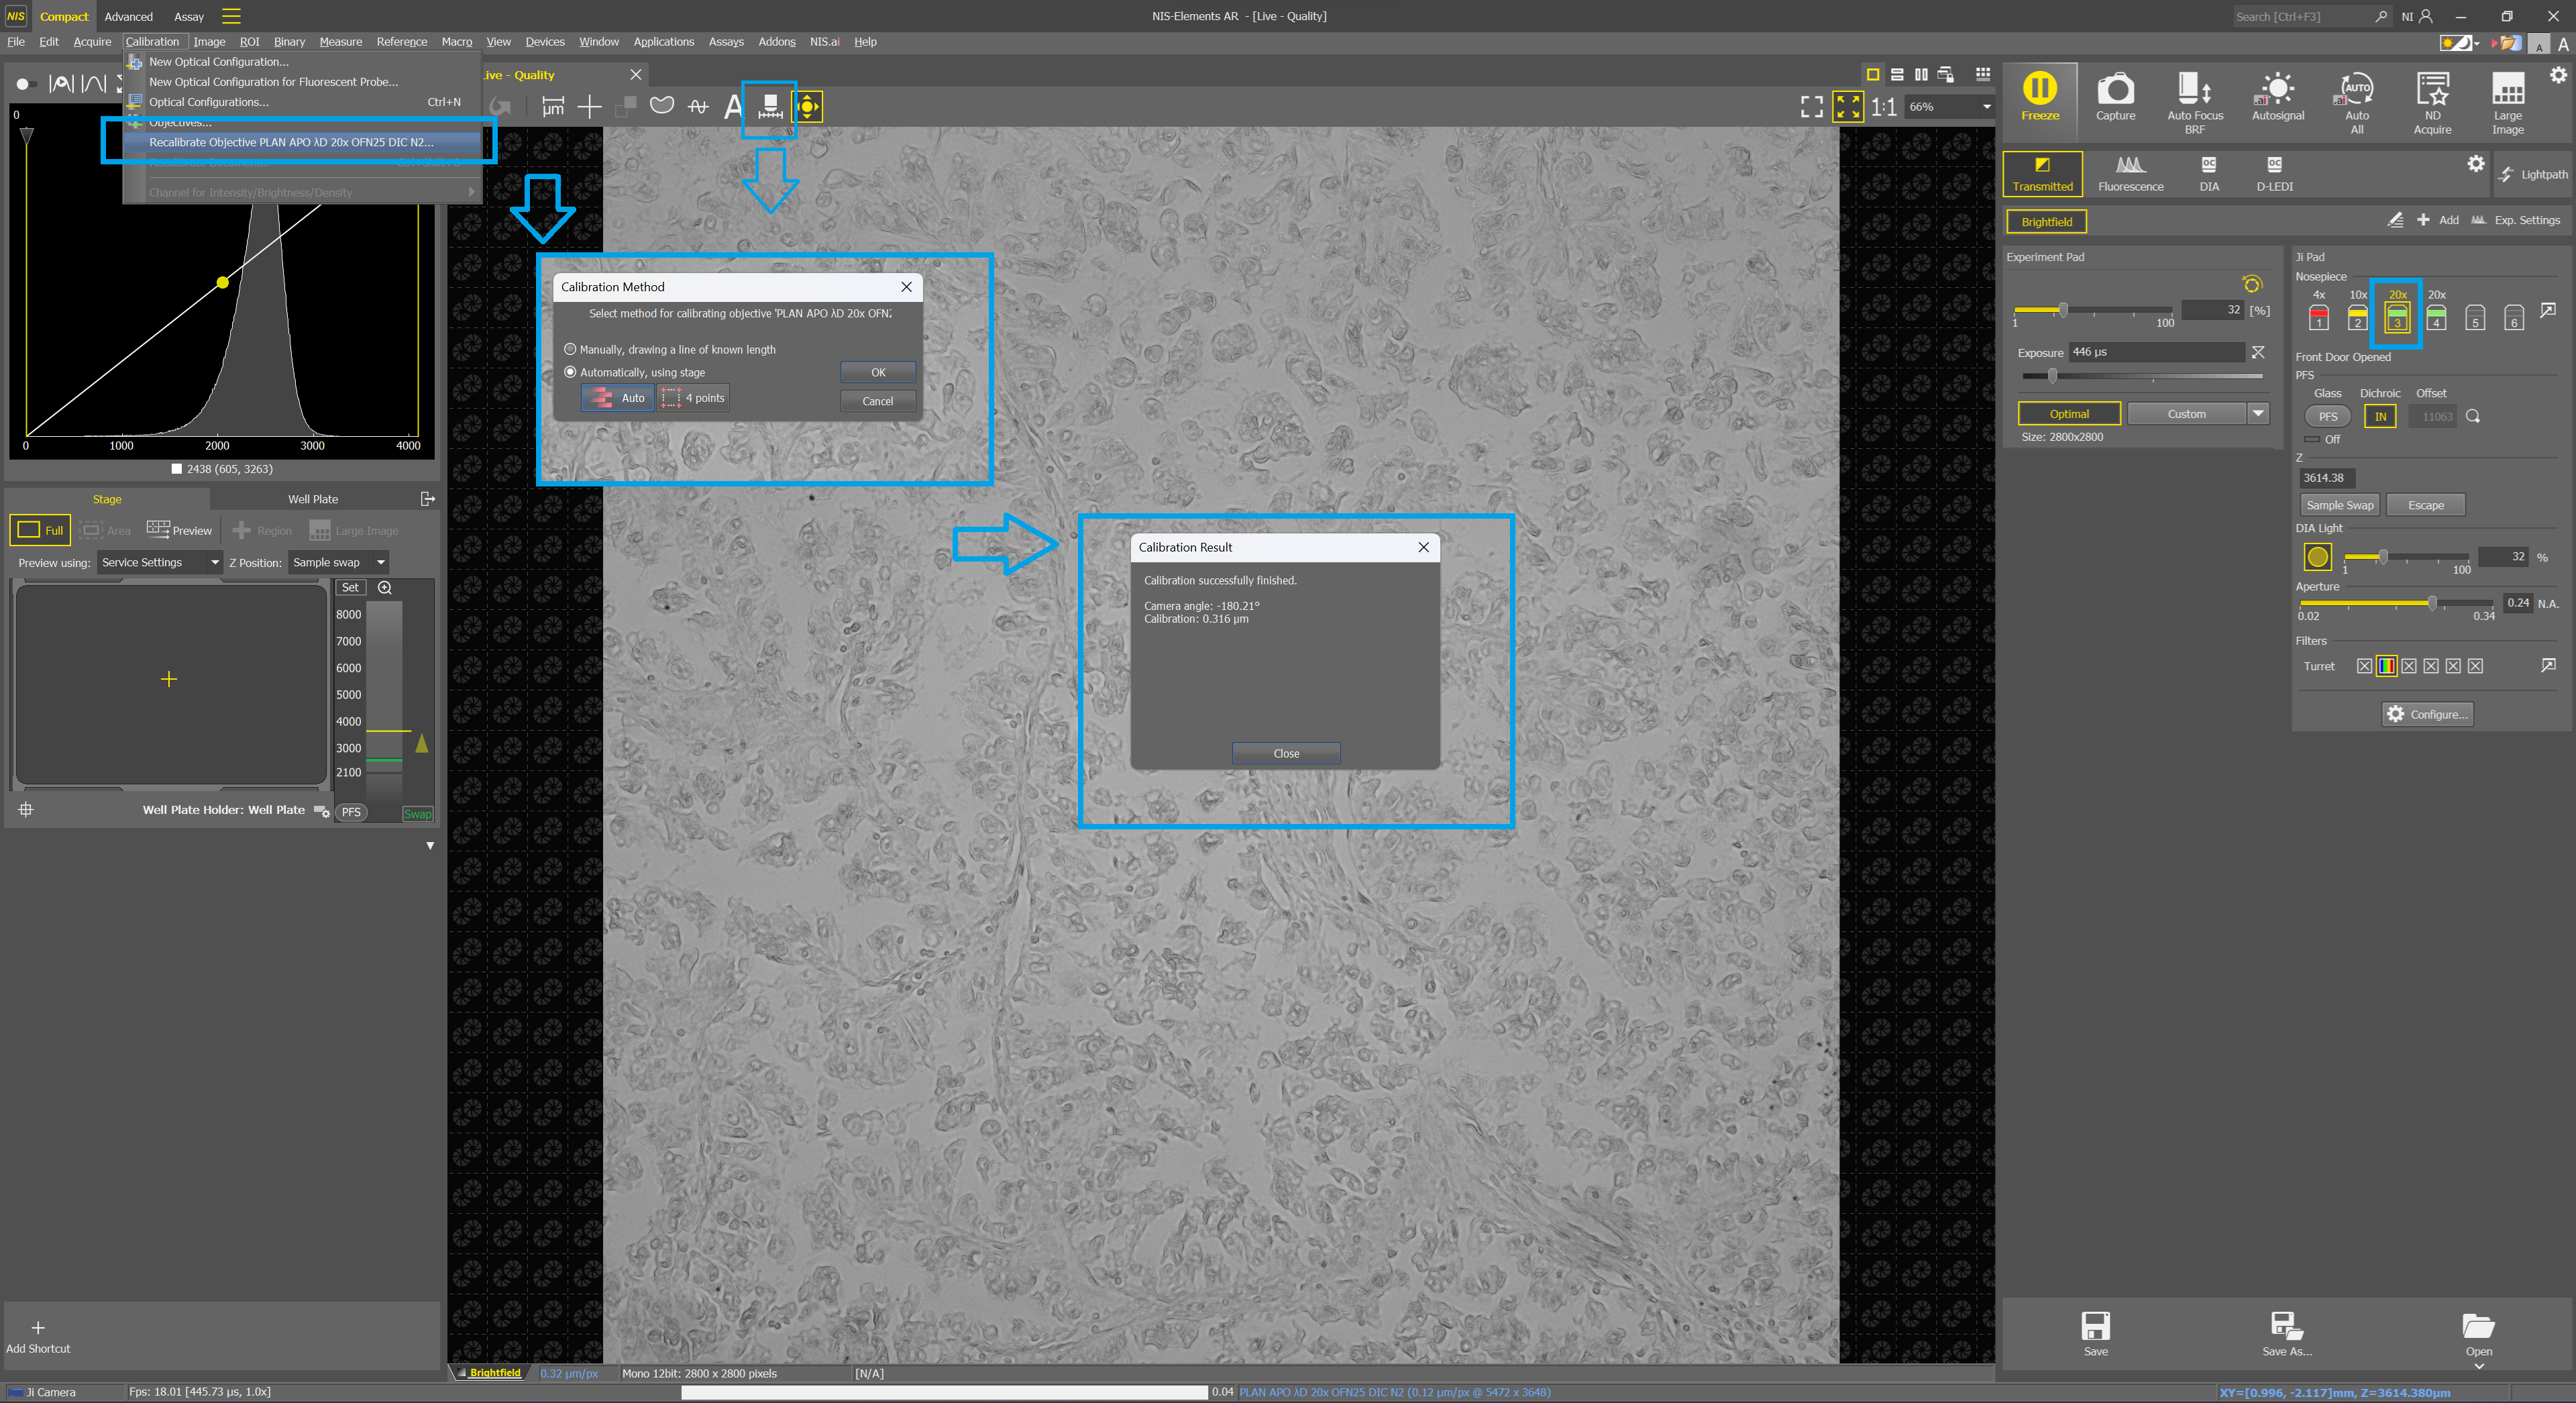 NIS Compact Advanced Assay
NIS-Elements AR - [Live - Quality]
Search [Ctrl+F3]
NI
File Edit Acquire Calibration Image ROI Binary Measure Reference Macro View Devices Window Applications Assays Addons NIS.ai Help
A A
New Optical Configuration...
New Optical Configuration for Fluorescent Probe...
Optical Configurations... Ctrl+N
Objectives...
Recalibrate Objective PLAN APO λD 20x OFN25 DIC N2...
Channel for Intensity/Brightness/Density
Live - Quality
µm A
1:1 66%
0
0 1000 2000 3000 4000
2438 (605, 3263)
Stage Well Plate
Full Area Preview Region Large Image
Preview using: Service Settings Z Position: Sample swap
Set
8000
7000
6000
5000
4000
3000
2100
Well Plate Holder: Well Plate PFS Swap
Add Shortcut
Calibration Method
Select method for calibrating objective 'PLAN APO λD 20x OFN
Manually, drawing a line of known length
Automatically, using stage
OK
Auto 4 points
Cancel
Calibration Result
Calibration successfully finished.
Camera angle: -180.21°
Calibration: 0.316 µm
Close
Freeze Capture Auto Focus BRF Autosignal Auto All ND Acquire Large Image
.ai .ai AUTO
Transmitted Fluorescence DIA D-LEDI Lightpath
OC OC
Brightfield Add Exp. Settings
Experiment Pad
32 [%]
1 100
Exposure 446 µs
Optimal Custom
Size: 2800x2800
Ji Pad
Nosepiece
4x 10x 20x 20x
1 2 3 4 5 6
Front Door Opened
PFS
Glass Dichroic Offset
PFS IN 11063
Off
Z
3614.38
Sample Swap Escape
DIA Light
32 %
1 100
Aperture
0.24 N.A.
0.02 0.34
Filters
Turret
Configure...
Save Save As... Open
Brightfield 0.32 µm/px Mono 12bit: 2800 x 2800 pixels [N/A]
Ji Camera Fps: 18.01 [445.73 µs, 1.0x] 0.04 PLAN APO λD 20x OFN25 DIC N2 (0.12 µm/px @ 5472 x 3648) XY=[0.996, -2.117]mm, Z=3614.380µm